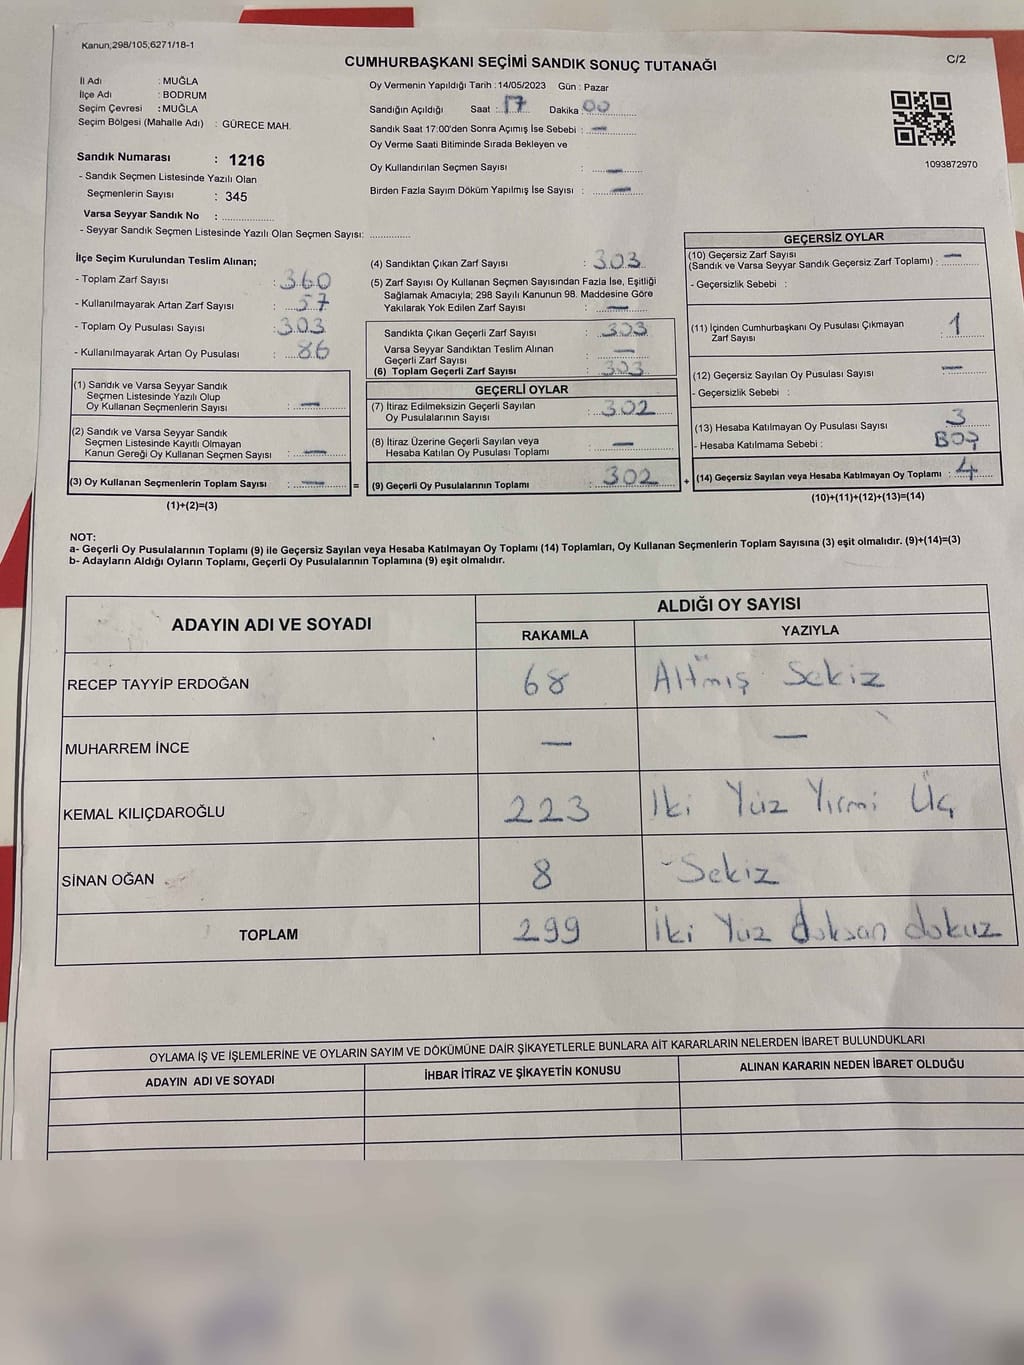 Kanun,298/105,6271/18-1
C/2
CUMHURBAŞKANI SEÇİMİ SANDIK SONUÇ TUTANAĞI
İl Adı : MUĞLA
İlçe Adı : BODRUM
Seçim Çevresi : MUĞLA
Seçim Bölgesi (Mahalle Adı) : GÜRECE MAH.
Oy Vermenin Yapıldığı Tarih : 14/05/2023 Gün : Pazar
Sandığın Açıldığı Saat : 17 Dakika : 00
Sandık Saat 17:00'den Sonra Açımış İse Sebebi : —
Oy Verme Saati Bitiminde Sırada Bekleyen ve
Oy Kullandırılan Seçmen Sayısı : —
Birden Fazla Sayım Döküm Yapılmış İse Sayısı : —
1093872970
Sandık Numarası : 1216
- Sandık Seçmen Listesinde Yazılı Olan
Seçmenlerin Sayısı : 345
Varsa Seyyar Sandık No : ................
- Seyyar Sandık Seçmen Listesinde Yazılı Olan Seçmen Sayısı: .............
İlçe Seçim Kurulundan Teslim Alınan;
- Toplam Zarf Sayısı : 360
- Kullanılmayarak Artan Zarf Sayısı : 57
- Toplam Oy Pusulası Sayısı : 303
- Kullanılmayarak Artan Oy Pusulası : 86
(1) Sandık ve Varsa Seyyar Sandık
Seçmen Listesinde Yazılı Olup
Oy Kullanan Seçmenlerin Sayısı : —
(2) Sandık ve Varsa Seyyar Sandık
Seçmen Listesinde Kayıtlı Olmayan
Kanun Gereği Oy Kullanan Seçmen Sayısı : —
(3) Oy Kullanan Seçmenlerin Toplam Sayısı : — =
(1)+(2)=(3)
(4) Sandıktan Çıkan Zarf Sayısı : 303
(5) Zarf Sayısı Oy Kullanan Seçmen Sayısından Fazla İse, Eşitliği
Sağlamak Amacıyla; 298 Sayılı Kanunun 98. Maddesine Göre
Yakılarak Yok Edilen Zarf Sayısı : —
Sandıkta Çıkan Geçerli Zarf Sayısı : 303
Varsa Seyyar Sandıktan Teslim Alınan
Geçerli Zarf Sayısı : —
(6) Toplam Geçerli Zarf Sayısı : 303
GEÇERLİ OYLAR
(7) İtiraz Edilmeksizin Geçerli Sayılan
Oy Pusulalarının Sayısı : 302
(8) İtiraz Üzerine Geçerli Sayılan veya
Hesaba Katılan Oy Pusulası Toplamı : —
(9) Geçerli Oy Pusulalarının Toplamı : 302 +
GEÇERSİZ OYLAR
(10) Geçersiz Zarf Sayısı —
(Sandık ve Varsa Seyyar Sandık Geçersiz Zarf Toplamı) :
- Geçersizlik Sebebi :
(11) İçinden Cumhurbaşkanı Oy Pusulası Çıkmayan
Zarf Sayısı : 1
(12) Geçersiz Sayılan Oy Pusulası Sayısı : —
- Geçersizlik Sebebi :
(13) Hesaba Katılmayan Oy Pusulası Sayısı : 3
- Hesaba Katılmama Sebebi : BOŞ
(14) Geçersiz Sayılan veya Hesaba Katılmayan Oy Toplamı : 4
(10)+(11)+(12)+(13)=(14)
NOT:
a- Geçerli Oy Pusulalarının Toplamı (9) ile Geçersiz Sayılan veya Hesaba Katılmayan Oy Toplamı (14) Toplamları, Oy Kullanan Seçmenlerin Toplam Sayısına (3) eşit olmalıdır. (9)+(14)=(3)
b- Adayların Aldığı Oyların Toplamı, Geçerli Oy Pusulalarının Toplamına (9) eşit olmalıdır.
ADAYIN ADI VE SOYADI ALDIĞI OY SAYISI
RAKAMLA YAZIYLA
RECEP TAYYİP ERDOĞAN 68 Altmış Sekiz
MUHARREM İNCE — —
KEMAL KILIÇDAROĞLU 223 İki Yüz Yirmi Üç
SİNAN OĞAN 8 Sekiz
TOPLAM 299 İki Yüz doksan dokuz
OYLAMA İŞ VE İŞLEMLERİNE VE OYLARIN SAYIM VE DÖKÜMÜNE DAİR ŞİKAYETLERLE BUNLARA AİT KARARLARIN NELERDEN İBARET BULUNDUKLARI
ADAYIN ADI VE SOYADI İHBAR İTİRAZ VE ŞİKAYETİN KONUSU ALINAN KARARIN NEDEN İBARET OLDUĞU